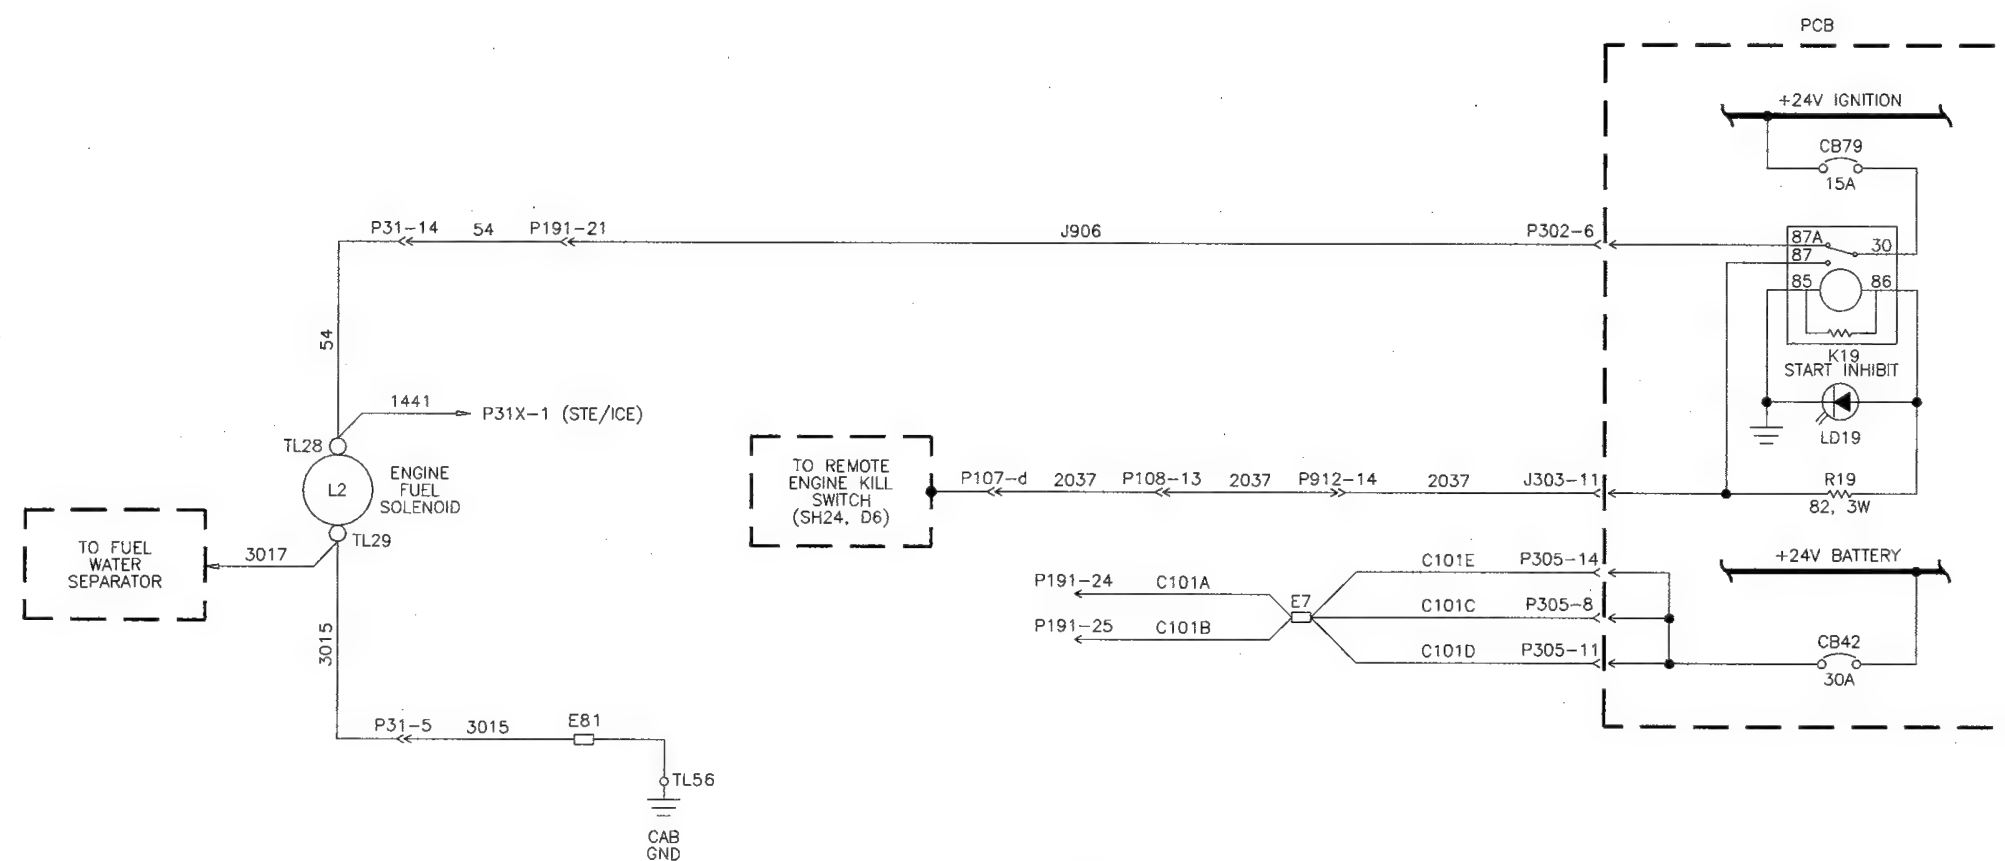 PCB
+24V IGNITION
CB79
15A
P31-14
54
P191-21
J906
P302-6
87A
30
87
85
86
K19
START INHIBIT
LD19
54
1441
P31X-1 (STE/ICE)
TL28
L2
ENGINE
FUEL
SOLENOID
TL29
TO FUEL
WATER
SEPARATOR
3017
3015
TO REMOTE
ENGINE KILL
SWITCH
(SH24, D6)
P107-d
2037
P108-13
2037
P912-14
2037
J303-11
R19
82, 3W
+24V BATTERY
P191-24
C101A
E7
C101E
P305-14
C101C
P305-8
P191-25
C101B
C101D
P305-11
CB42
30A
P31-5
3015
E81
TL56
CAB
GND